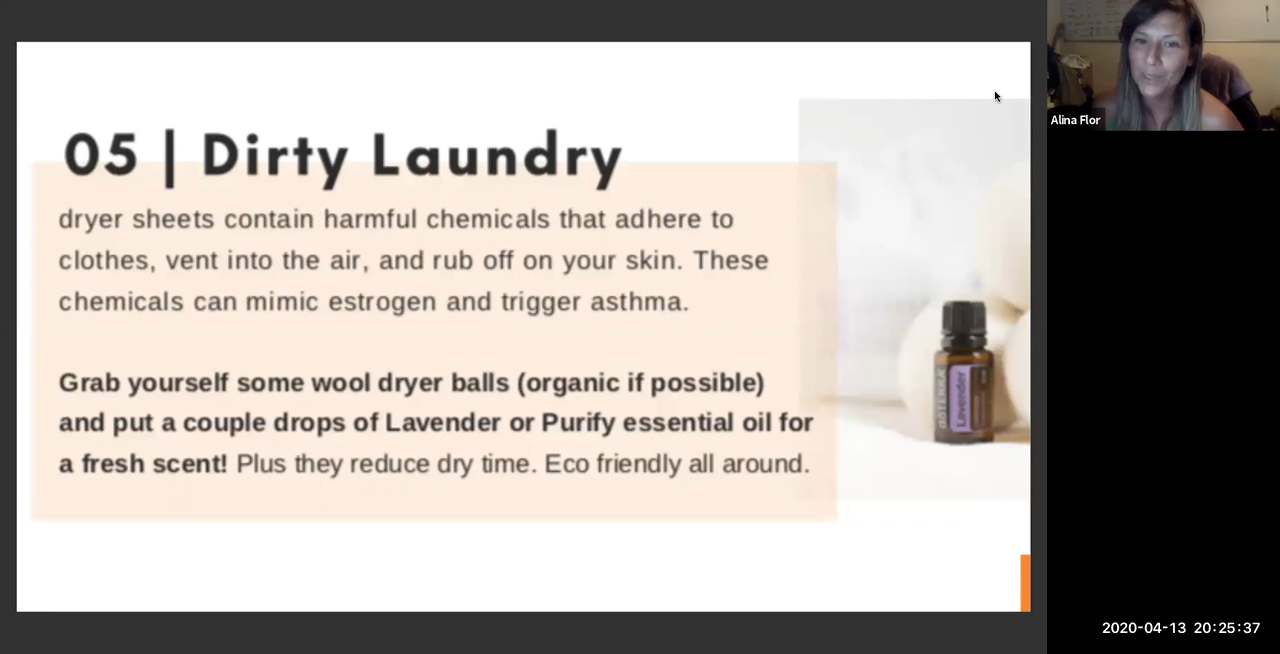 05 | Dirty Laundry
dryer sheets contain harmful chemicals that adhere to
clothes, vent into the air, and rub off on your skin. These
chemicals can mimic estrogen and trigger asthma.
Grab yourself some wool dryer balls (organic if possible)
and put a couple drops of Lavender or Purify essential oil for
a fresh scent! Plus they reduce dry time. Eco friendly all around.
dōTERRA
Lavender
Alina Flor
2020-04-13 20:25:37